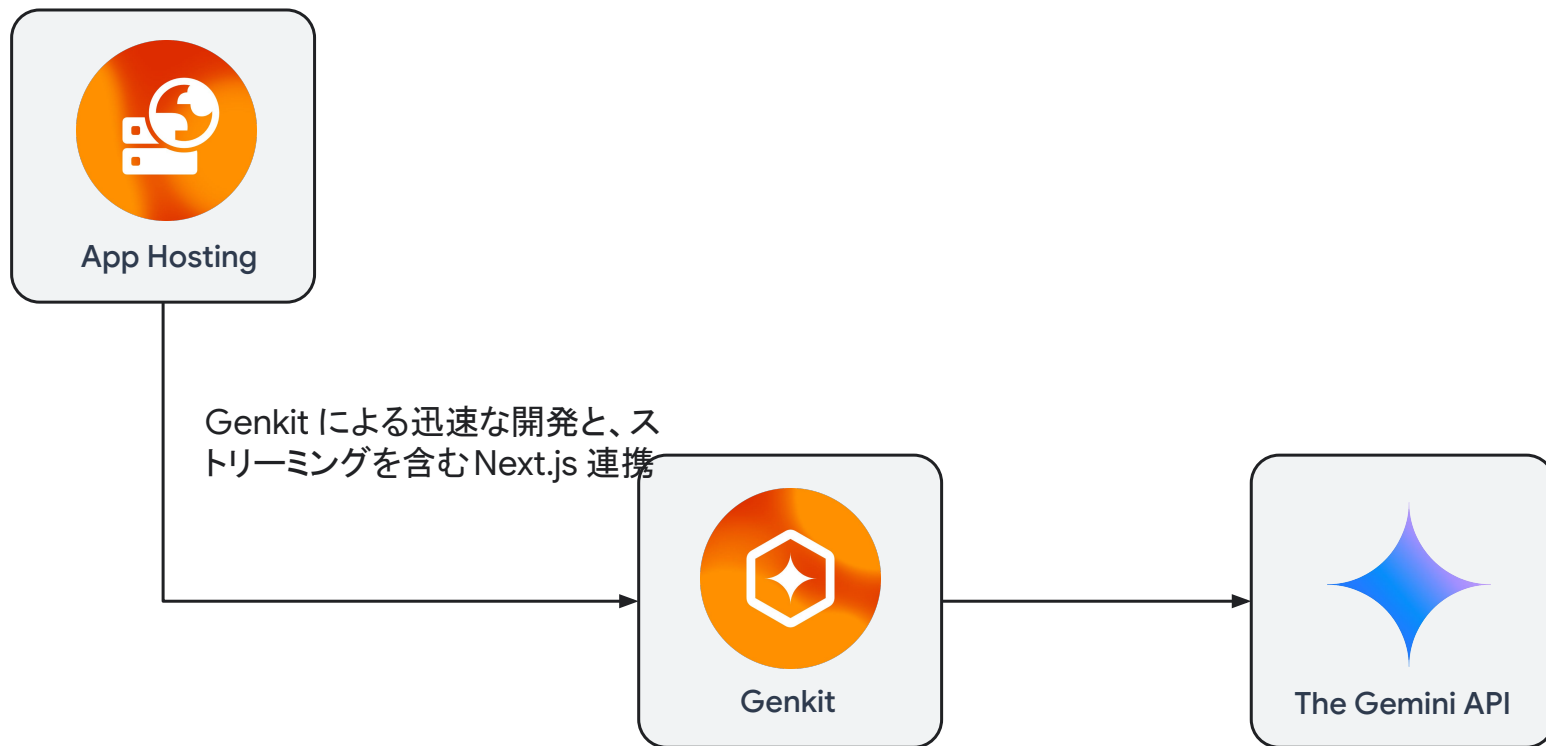 App Hosting
Genkit による迅速な開発と、ス
トリーミングを含む Next.js 連携
Genkit
The Gemini API